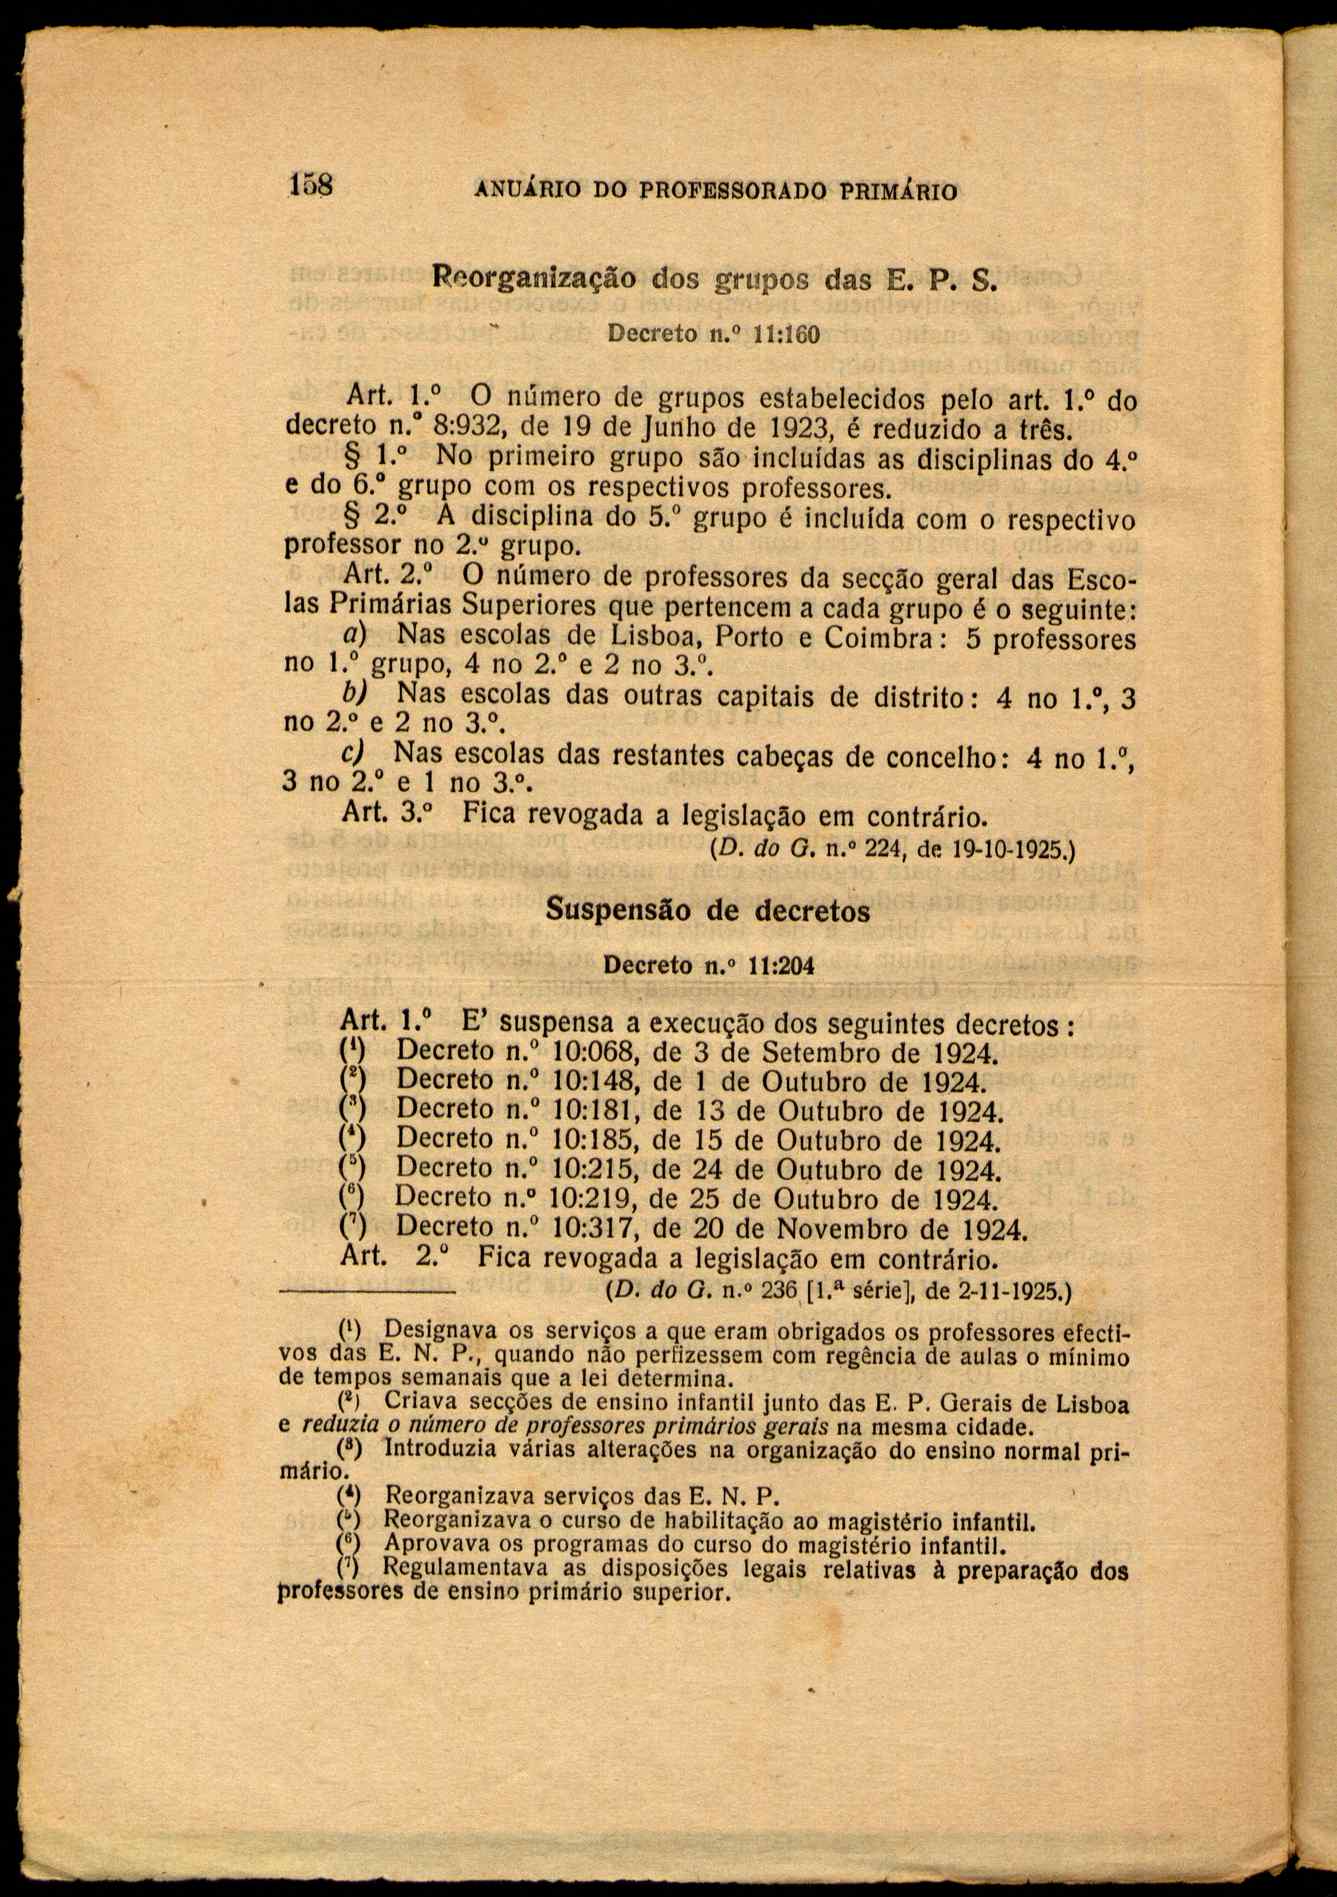 158 ANUÁRIO DO PROFESSORADO PRIMÁRIO
Reorganização dos grupos das E. P. S.
Decreto n.º 11:160
Art. 1.º O número de grupos estabelecidos pelo art. 1.º do
decreto n.º 8:932, de 19 de Junho de 1923, é reduzido a três.
§ 1.º No primeiro grupo são incluídas as disciplinas do 4.º
e do 6.º grupo com os respectivos professores.
§ 2.º A disciplina do 5.º grupo é incluída com o respectivo
professor no 2.º grupo.
Art. 2.º O número de professores da secção geral das Esco-
las Primárias Superiores que pertencem a cada grupo é o seguinte:
a) Nas escolas de Lisboa, Porto e Coimbra: 5 professores
no 1.º grupo, 4 no 2.º e 2 no 3.º.
b) Nas escolas das outras capitais de distrito: 4 no 1.º, 3
no 2.º e 2 no 3.º.
c) Nas escolas das restantes cabeças de concelho: 4 no 1.º,
3 no 2.º e 1 no 3.º.
Art. 3.º Fica revogada a legislação em contrário.
(D. do G. n.º 224, de 19-10-1925.)
Suspensão de decretos
Decreto n.º 11:204
Art. 1.º E' suspensa a execução dos seguintes decretos :
(¹) Decreto n.º 10:068, de 3 de Setembro de 1924.
(²) Decreto n.º 10:148, de 1 de Outubro de 1924.
(³) Decreto n.º 10:181, de 13 de Outubro de 1924.
(⁴) Decreto n.º 10:185, de 15 de Outubro de 1924.
(⁵) Decreto n.º 10:215, de 24 de Outubro de 1924.
(⁶) Decreto n.º 10:219, de 25 de Outubro de 1924.
(⁷) Decreto n.º 10:317, de 20 de Novembro de 1924.
Art. 2.º Fica revogada a legislação em contrário.
(D. do G. n.º 236 [1.ª série], de 2-11-1925.)
(¹) Designava os serviços a que eram obrigados os professores efecti-
vos das E. N. P., quando não perfizessem com regência de aulas o mínimo
de tempos semanais que a lei determina.
(²) Criava secções de ensino infantil junto das E. P. Gerais de Lisboa
e reduzia o número de professores primários gerais na mesma cidade.
(³) Introduzia várias alterações na organização do ensino normal pri-
mário.
(⁴) Reorganizava serviços das E. N. P.
(⁵) Reorganizava o curso de habilitação ao magistério infantil.
(⁶) Aprovava os programas do curso do magistério infantil.
(⁷) Regulamentava as disposições legais relativas à preparação dos
professores de ensino primário superior.